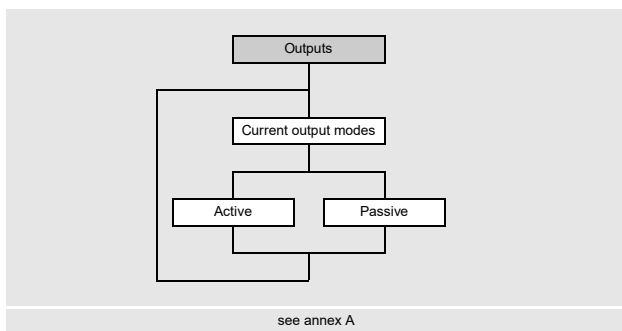 Outputs
Current output modes
Active
Passive
see annex A